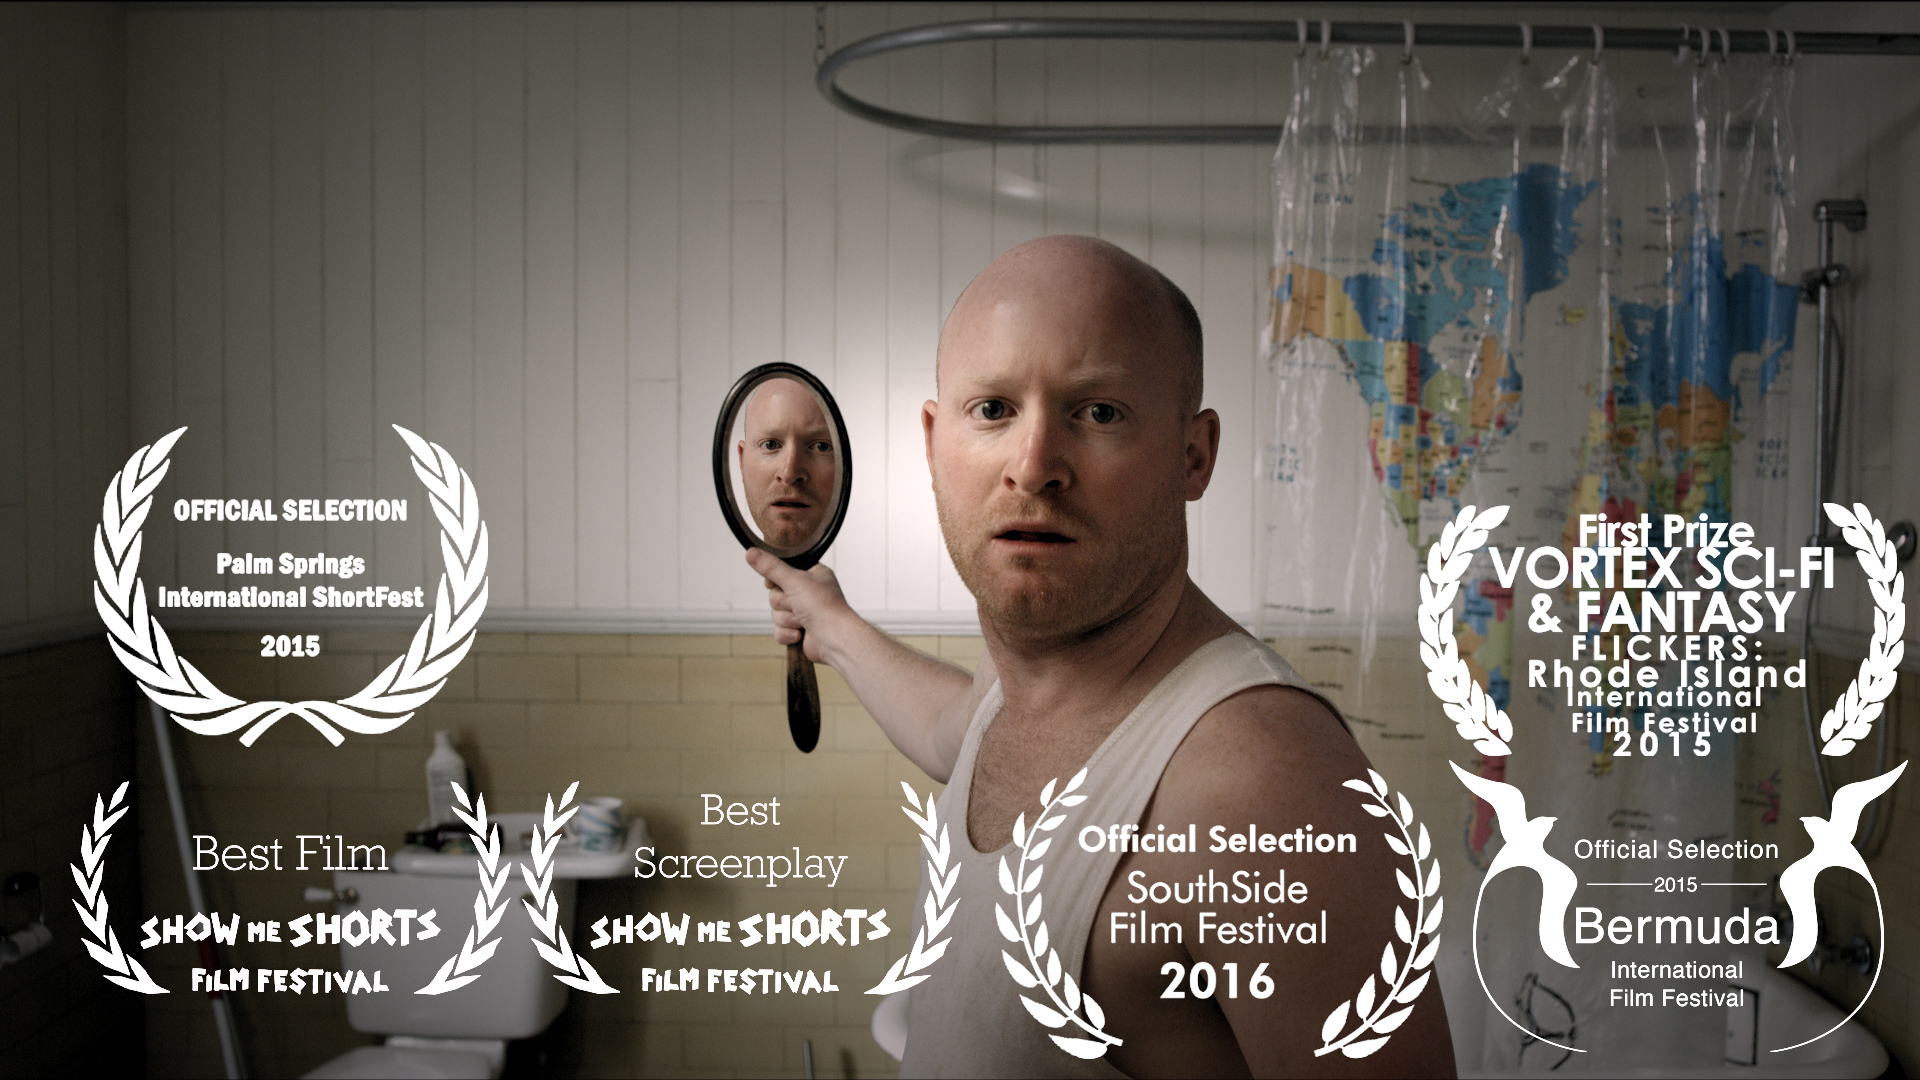 OFFICIAL SELECTION
Palm Springs
International ShortFest
2015
First Prize
VORTEX SCI-FI
& FANTASY
FLICKERS:
Rhode Island
International
Film Festival
2015
Best Film
SHOW ME SHORTS
FILM FESTIVAL
Best
Screenplay
SHOW ME SHORTS
FILM FESTIVAL
Official Selection
SouthSide
Film Festival
2016
Official Selection
2015
Bermuda
International
Film Festival